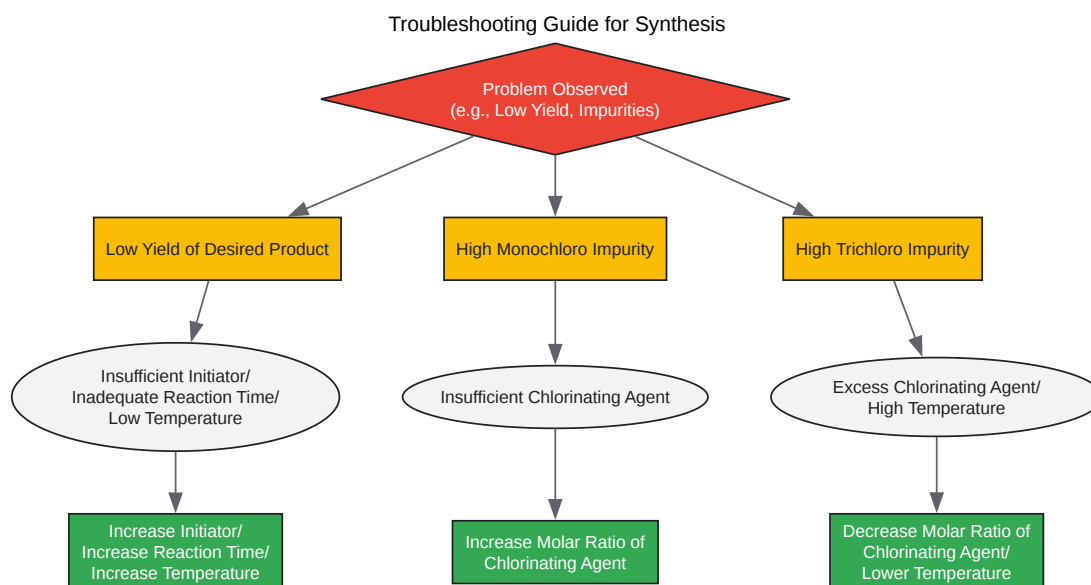 Troubleshooting Guide for Synthesis
Problem Observed
(e.g., Low Yield, Impurities)
Low Yield of Desired Product
High Monochloro Impurity
High Trichloro Impurity
Insufficient Initiator/
Inadequate Reaction Time/
Low Temperature
Insufficient Chlorinating Agent
Excess Chlorinating Agent/
High Temperature
Increase Initiator/
Increase Reaction Time/
Increase Temperature
Increase Molar Ratio of
Chlorinating Agent
Decrease Molar Ratio of
Chlorinating Agent/
Lower Temperature